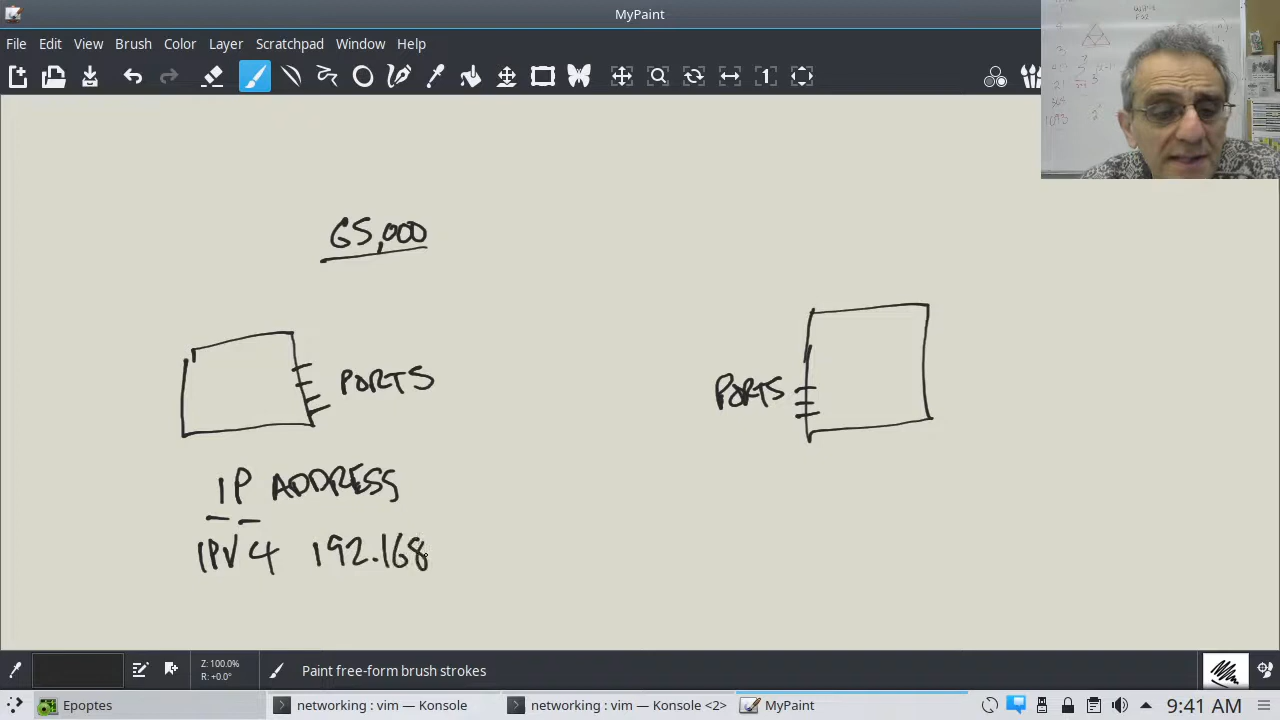 MyPaint
File Edit View Brush Color Layer Scratchpad Window Help
65,000
PORTS
PORTS
IP ADDRESS
IPV4 192.168
Z: 100.0%
R: +0.0°
Paint free-form brush strokes
Epoptes
networking : vim — Konsole
networking : vim — Konsole <2>
MyPaint
9:41 AM